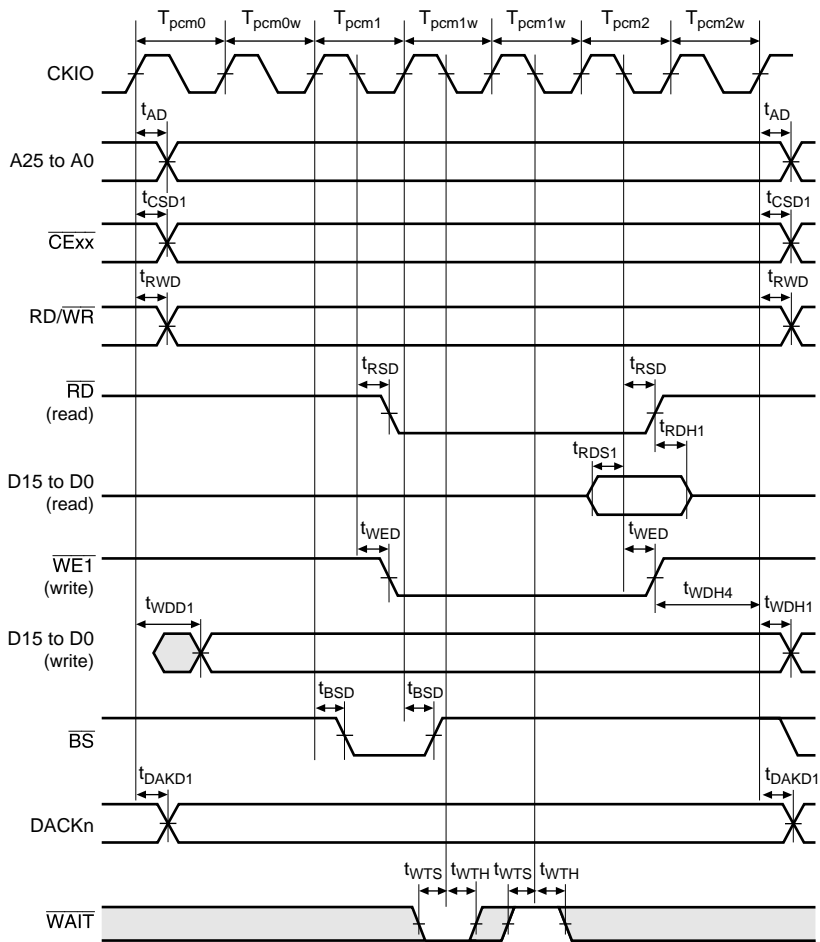 Tpcm0 Tpcm0w Tpcm1 Tpcm1w Tpcm1w Tpcm2 Tpcm2w
CKIO
tAD tAD
A25 to A0
tCSD1 tCSD1
CExx
tRWD tRWD
RD/WR
tRSD tRSD
RD
(read)
tRDH1
tRDS1
D15 to D0
(read)
tWED tWED
WE1
(write)
tWDH4
tWDD1 tWDH1
D15 to D0
(write)
tBSD tBSD
BS
tDAKD1 tDAKD1
DACKn
tWTS tWTH tWTS tWTH
WAIT